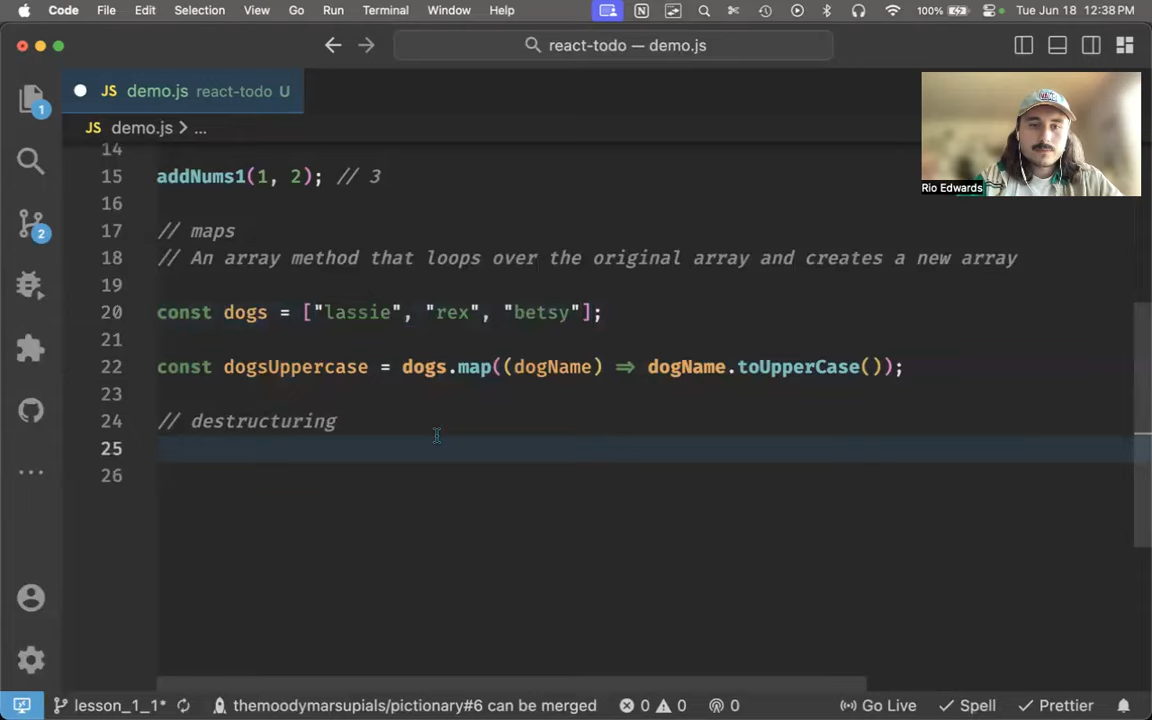 Code File Edit Selection View Go Run Terminal Window Help 100% Tue Jun 18 12:38 PM
react-todo — demo.js
JS demo.js react-todo U
JS demo.js > ...
Rio Edwards
14
15 addNums1(1, 2); // 3
16
17 // maps
18 // An array method that loops over the original array and creates a new array
19
20 const dogs = ["lassie", "rex", "betsy"];
21
22 const dogsUppercase = dogs.map((dogName) => dogName.toUpperCase());
23
24 // destructuring
25
26
1
2
lesson_1_1* themoodymarsupials/pictionary#6 can be merged 0 0 0 Go Live Spell Prettier